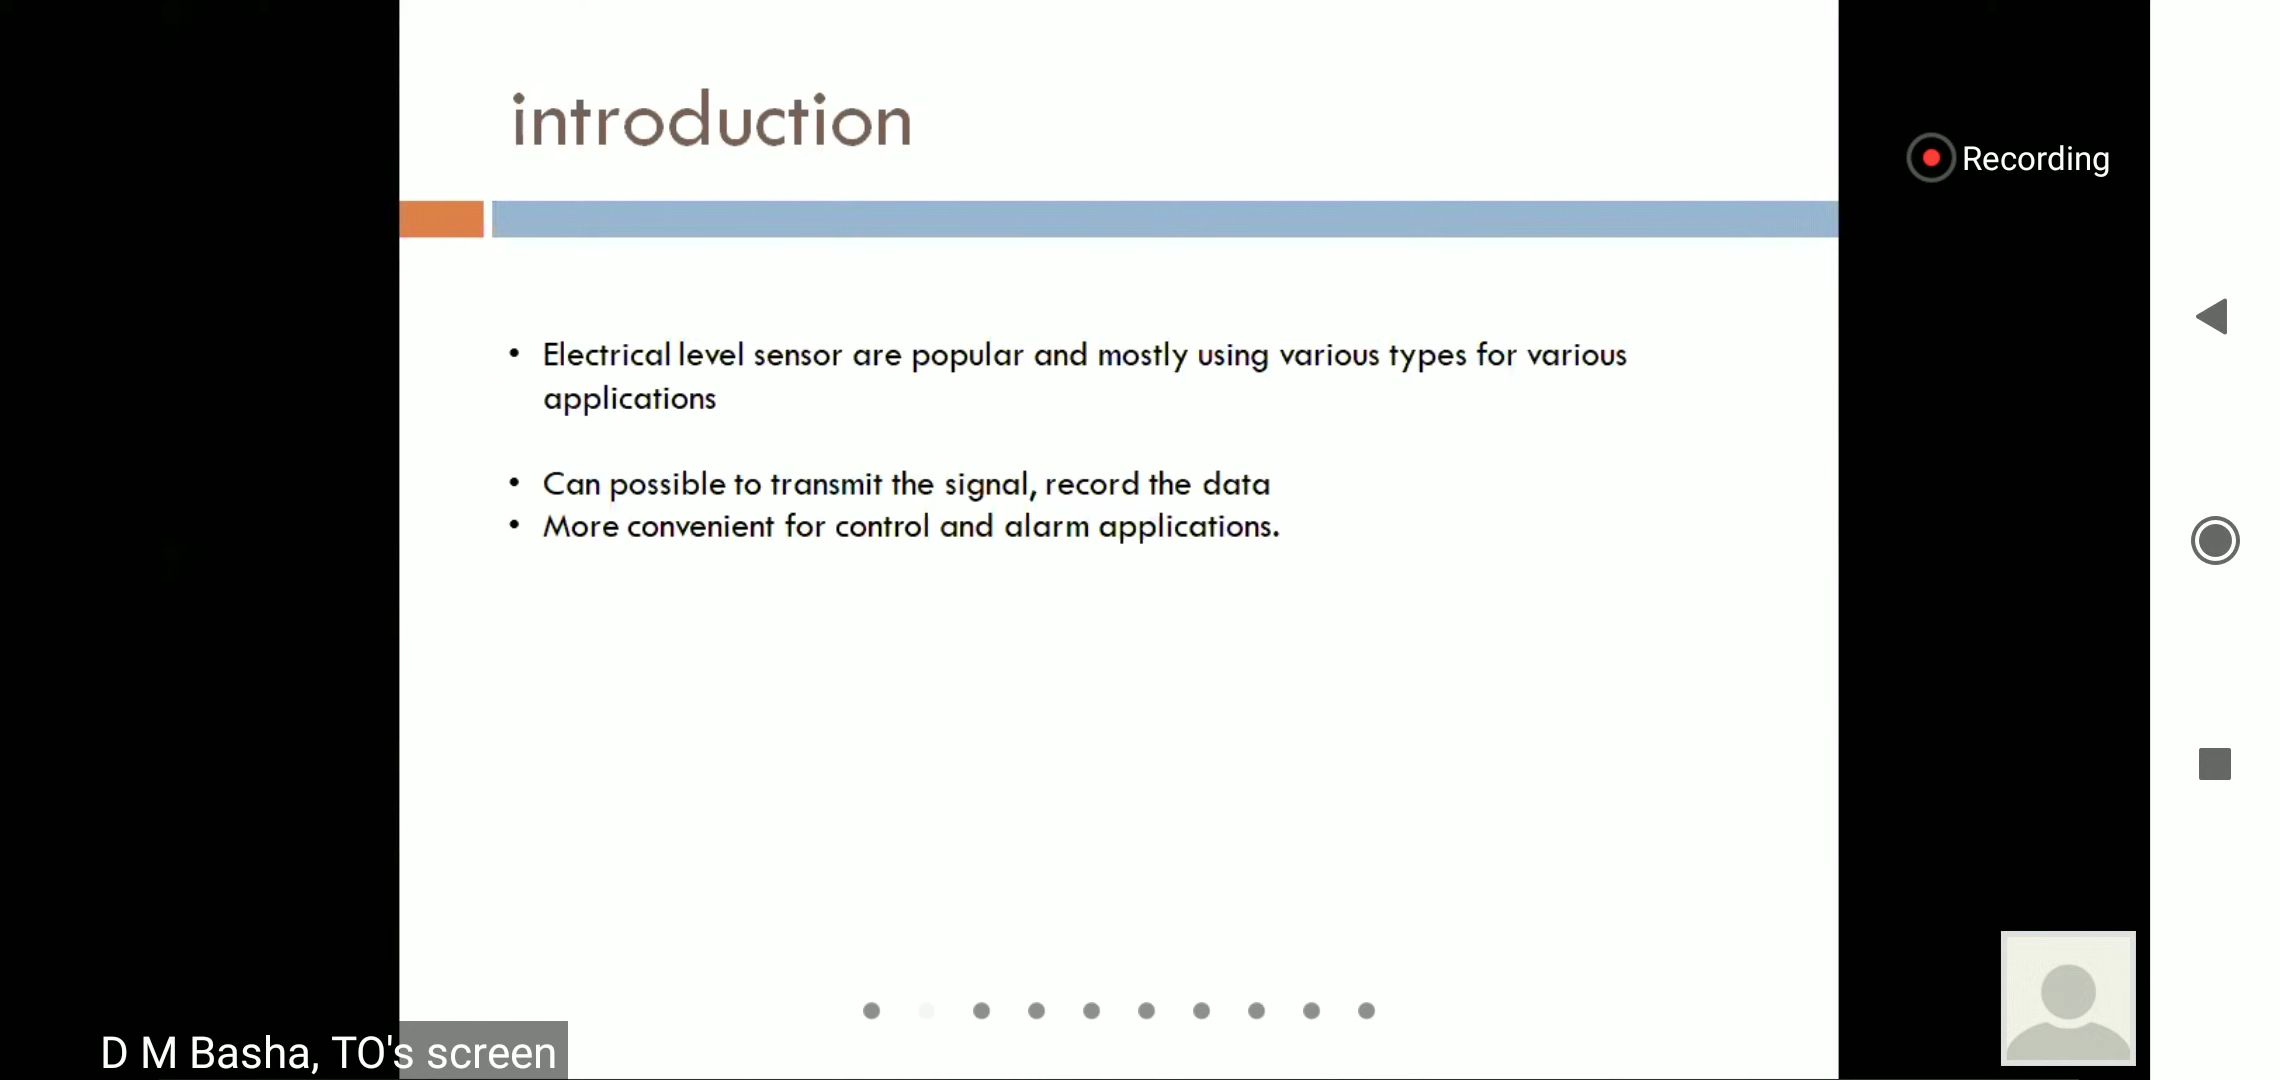 introduction
Recording
• Electrical level sensor are popular and mostly using various types for various
applications
• Can possible to transmit the signal, record the data
• More convenient for control and alarm applications.
D M Basha, TO's screen